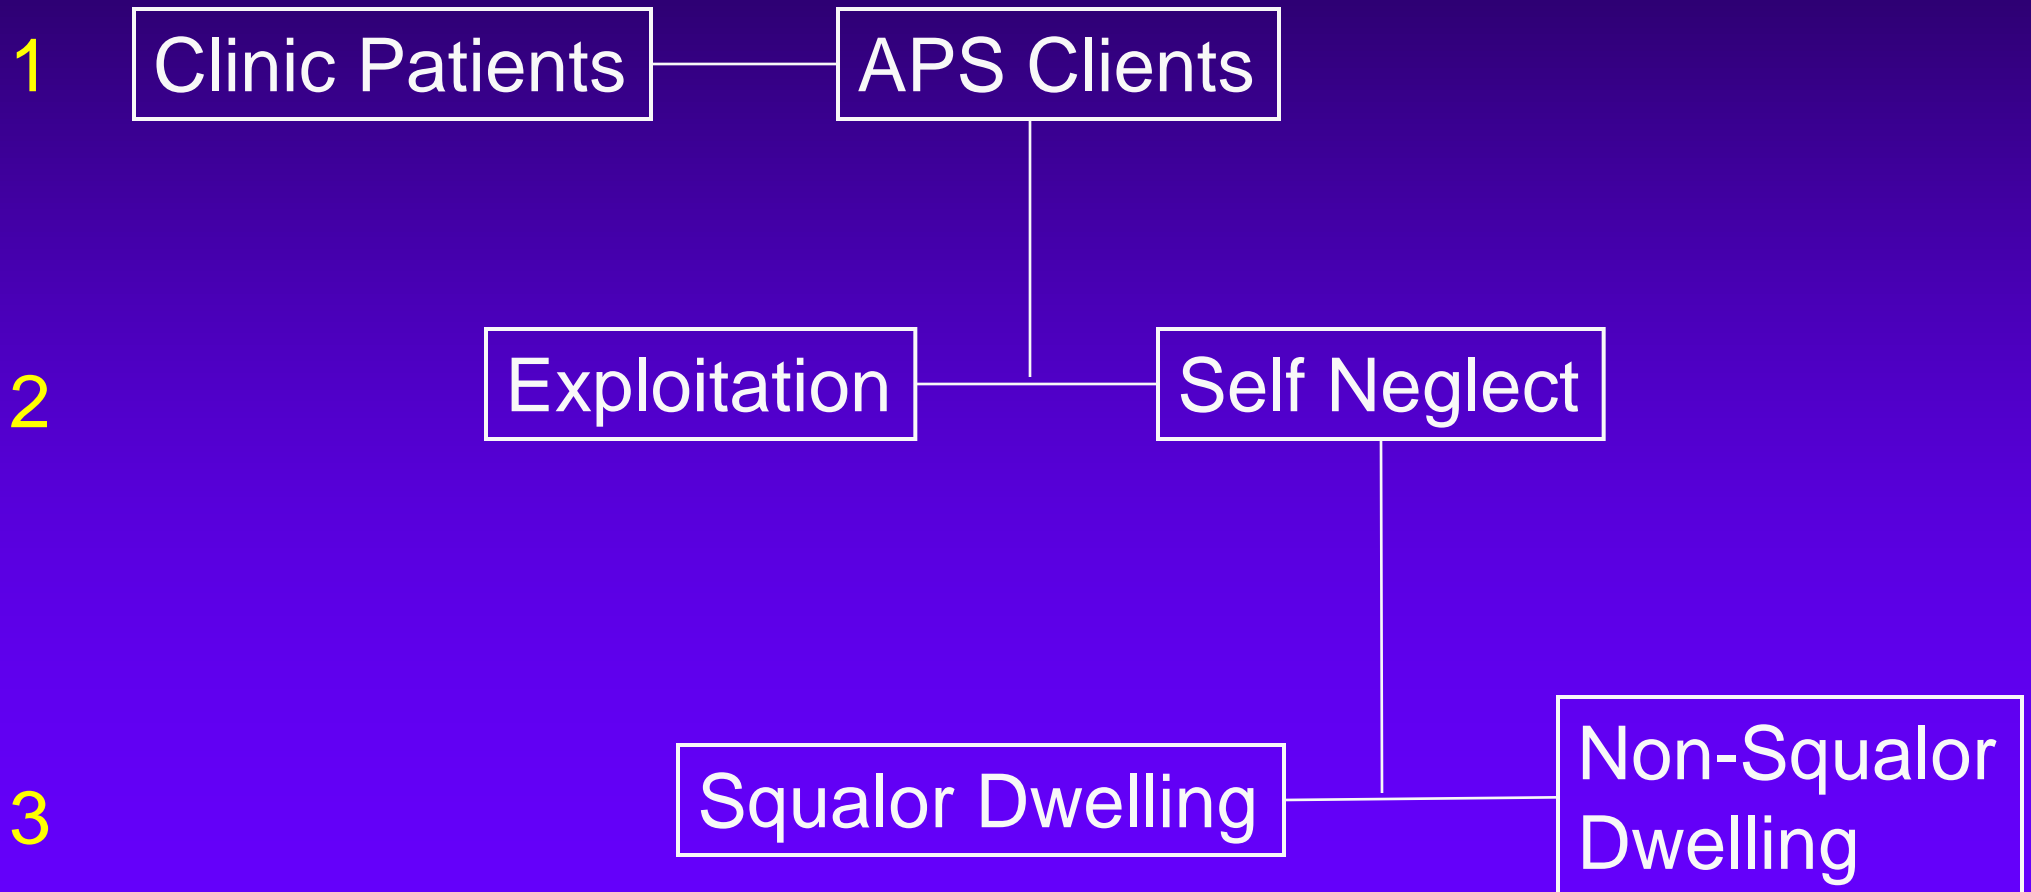 1 Clinic Patients APS Clients
2 Exploitation Self Neglect
3 Squalor Dwelling Non-Squalor
Dwelling